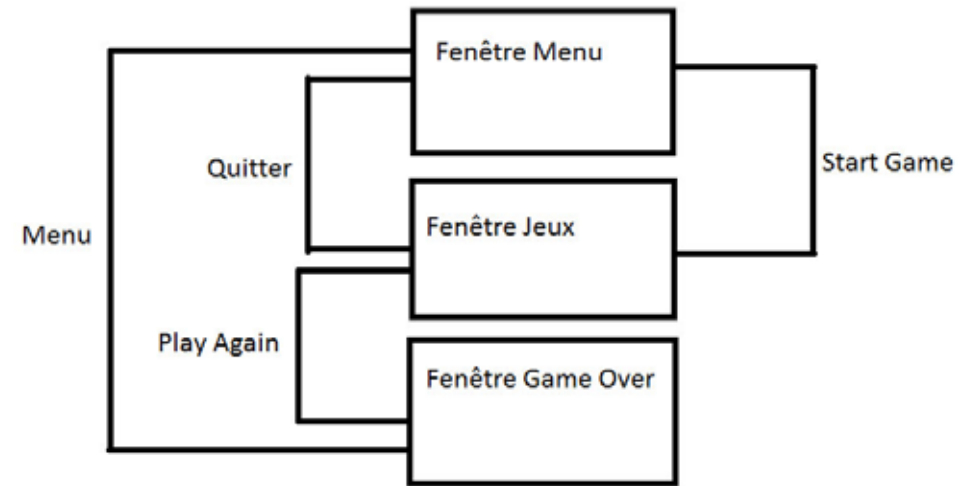 Fenêtre Menu
Quitter
Start Game
Menu
Fenêtre Jeux
Play Again
Fenêtre Game Over